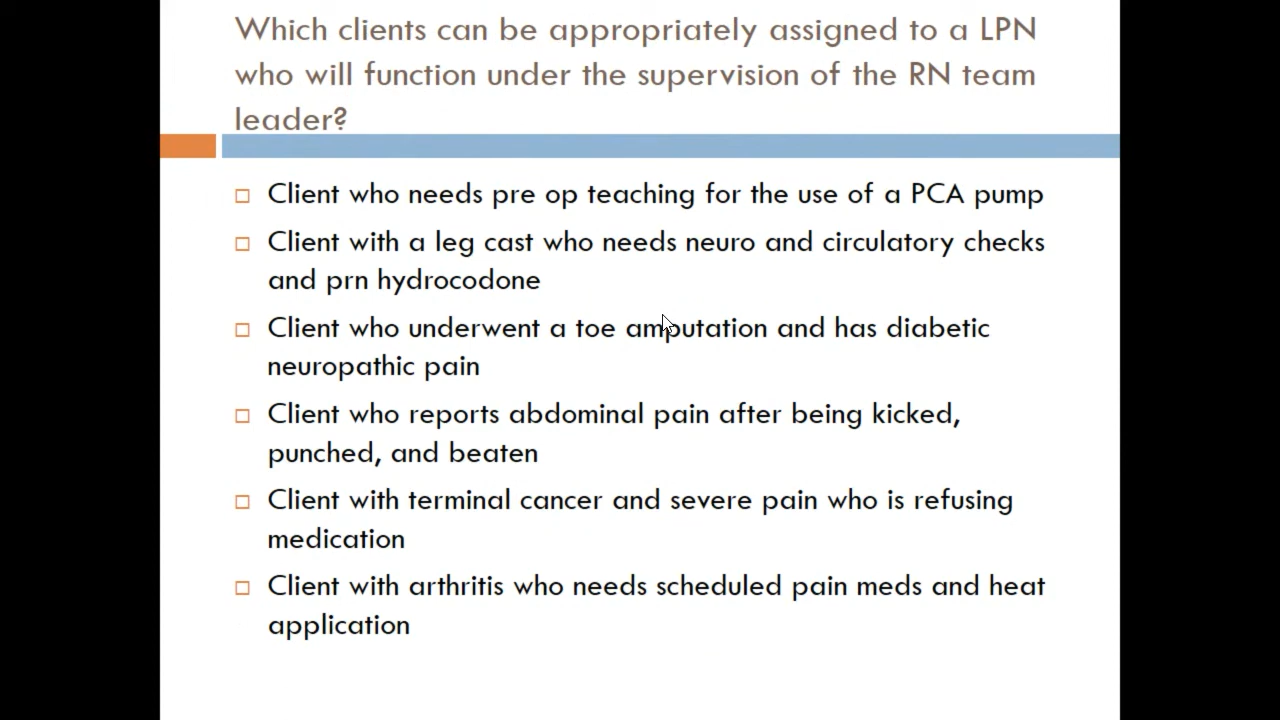 Which clients can be appropriately assigned to a LPN
who will function under the supervision of the RN team
leader?
Client who needs pre op teaching for the use of a PCA pump
Client with a leg cast who needs neuro and circulatory checks
and prn hydrocodone
Client who underwent a toe amputation and has diabetic
neuropathic pain
Client who reports abdominal pain after being kicked,
punched, and beaten
Client with terminal cancer and severe pain who is refusing
medication
Client with arthritis who needs scheduled pain meds and heat
application